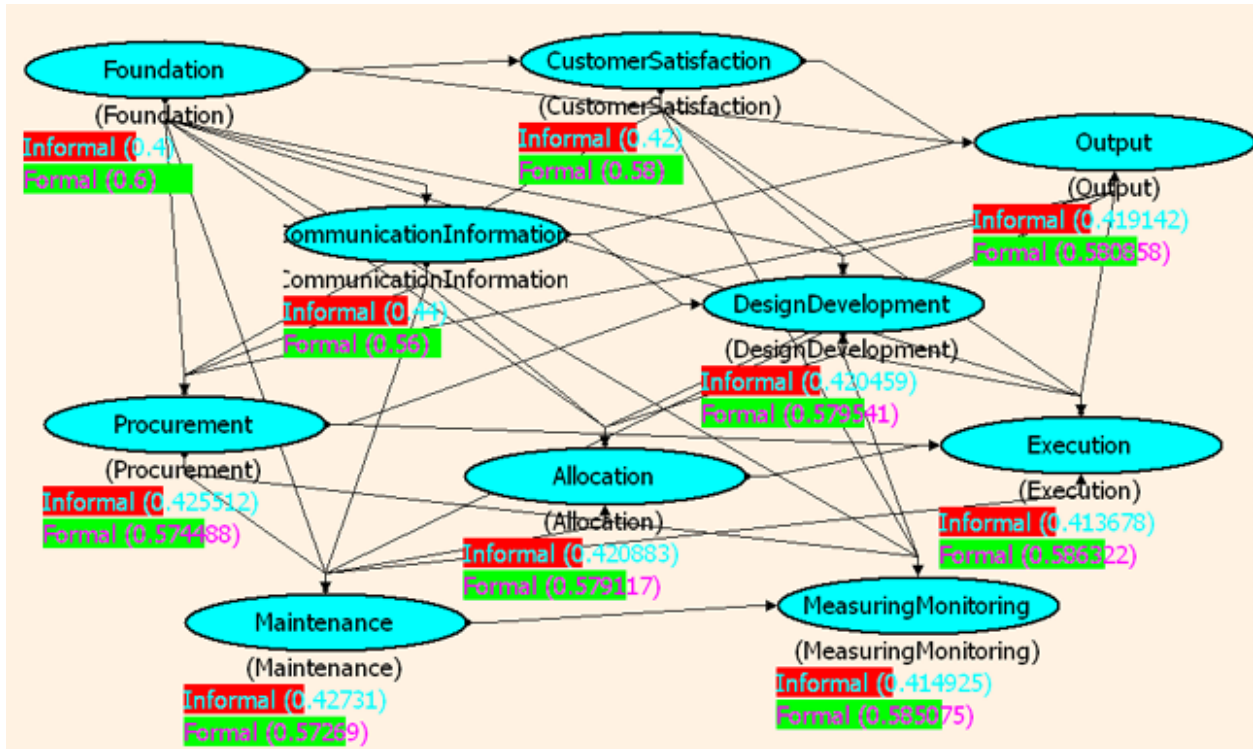 Foundation
(Foundation)
Informal (0.4)
Formal (0.6)
CustomerSatisfaction
(CustomerSatisfaction)
Informal (0.42)
Formal (0.58)
Output
(Output)
Informal (0.419142)
Formal (0.580858)
ommunicationInformation
CommunicationInformation
Informal (0.44)
Formal (0.56)
DesignDevelopment
(DesignDevelopment)
Informal (0.420459)
Formal (0.579541)
Procurement
(Procurement)
Informal (0.425512)
Formal (0.574488)
Allocation
(Allocation)
Informal (0.420883)
Formal (0.579117)
Execution
(Execution)
Informal (0.413678)
Formal (0.586322)
Maintenance
(Maintenance)
Informal (0.42731)
Formal (0.57269)
MeasuringMonitoring
(MeasuringMonitoring)
Informal (0.414925)
Formal (0.585075)